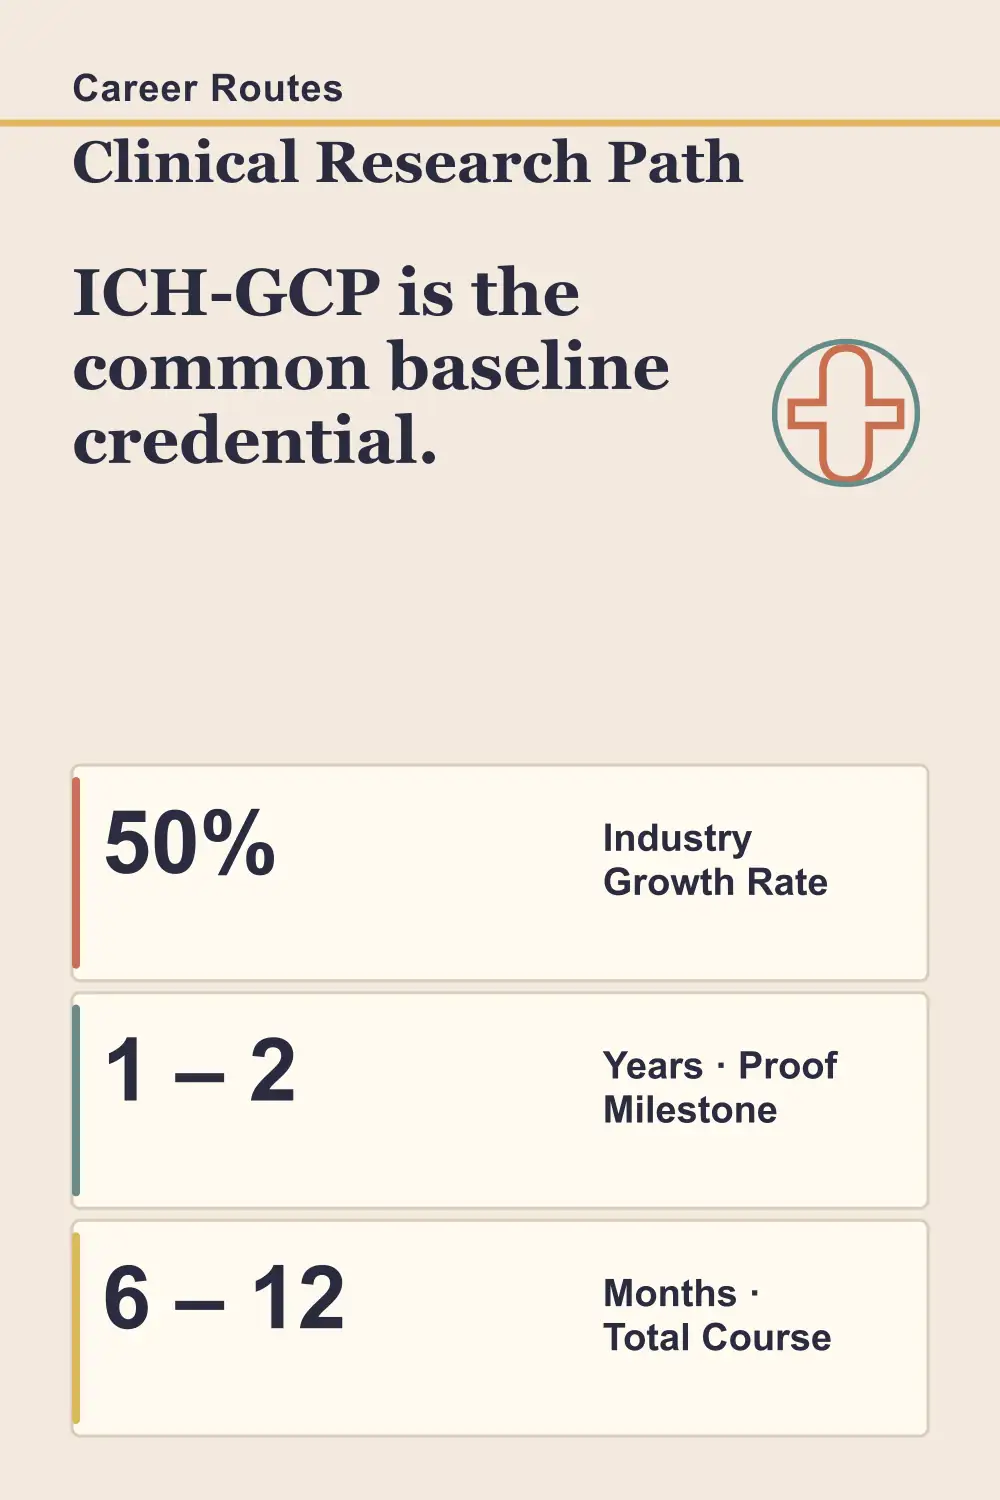 Career Routes
Clinical Research Path
ICH-GCP is the
common baseline
credential.
50%
Industry
Growth Rate
1 – 2
Years · Proof
Milestone
6 – 12
Months ·
Total Course